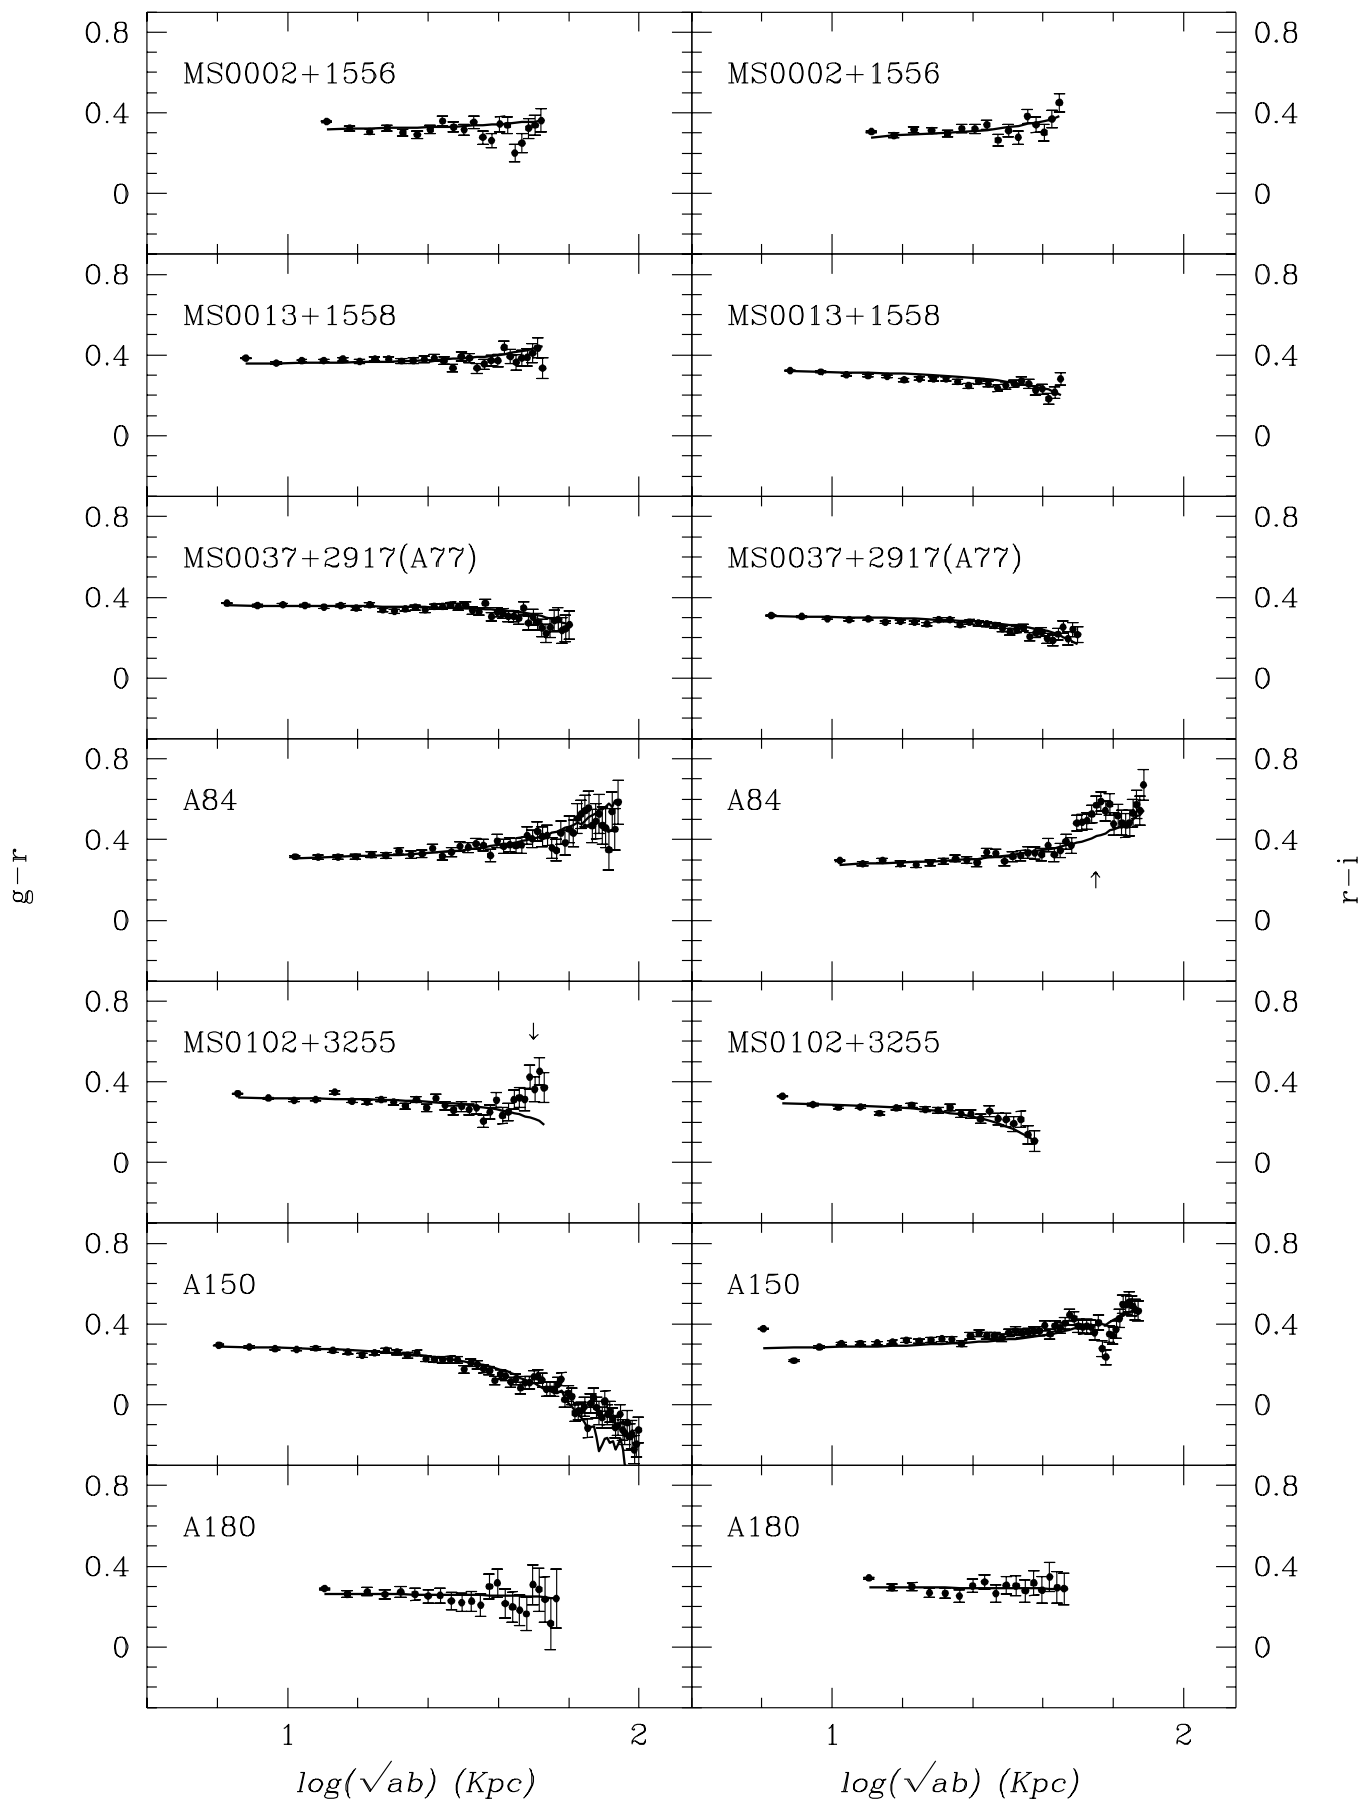 0.8 MS0002+1556 MS0002+1556 0.8
0.4 0.4
0 0
0.8 MS0013+1558 MS0013+1558 0.8
0.4 0.4
0 0
0.8 MS0037+2917(A77) MS0037+2917(A77) 0.8
0.4 0.4
0 0
0.8 A84 A84 0.8
0.4 0.4
g-r r-i
0 0
0.8 MS0102+3255 MS0102+3255 0.8
0.4 0.4
0 0
0.8 A150 A150 0.8
0.4 0.4
0 0
0.8 A180 A180 0.8
0.4 0.4
0 0
1 2 1 2
log(√ab) (Kpc) log(√ab) (Kpc)